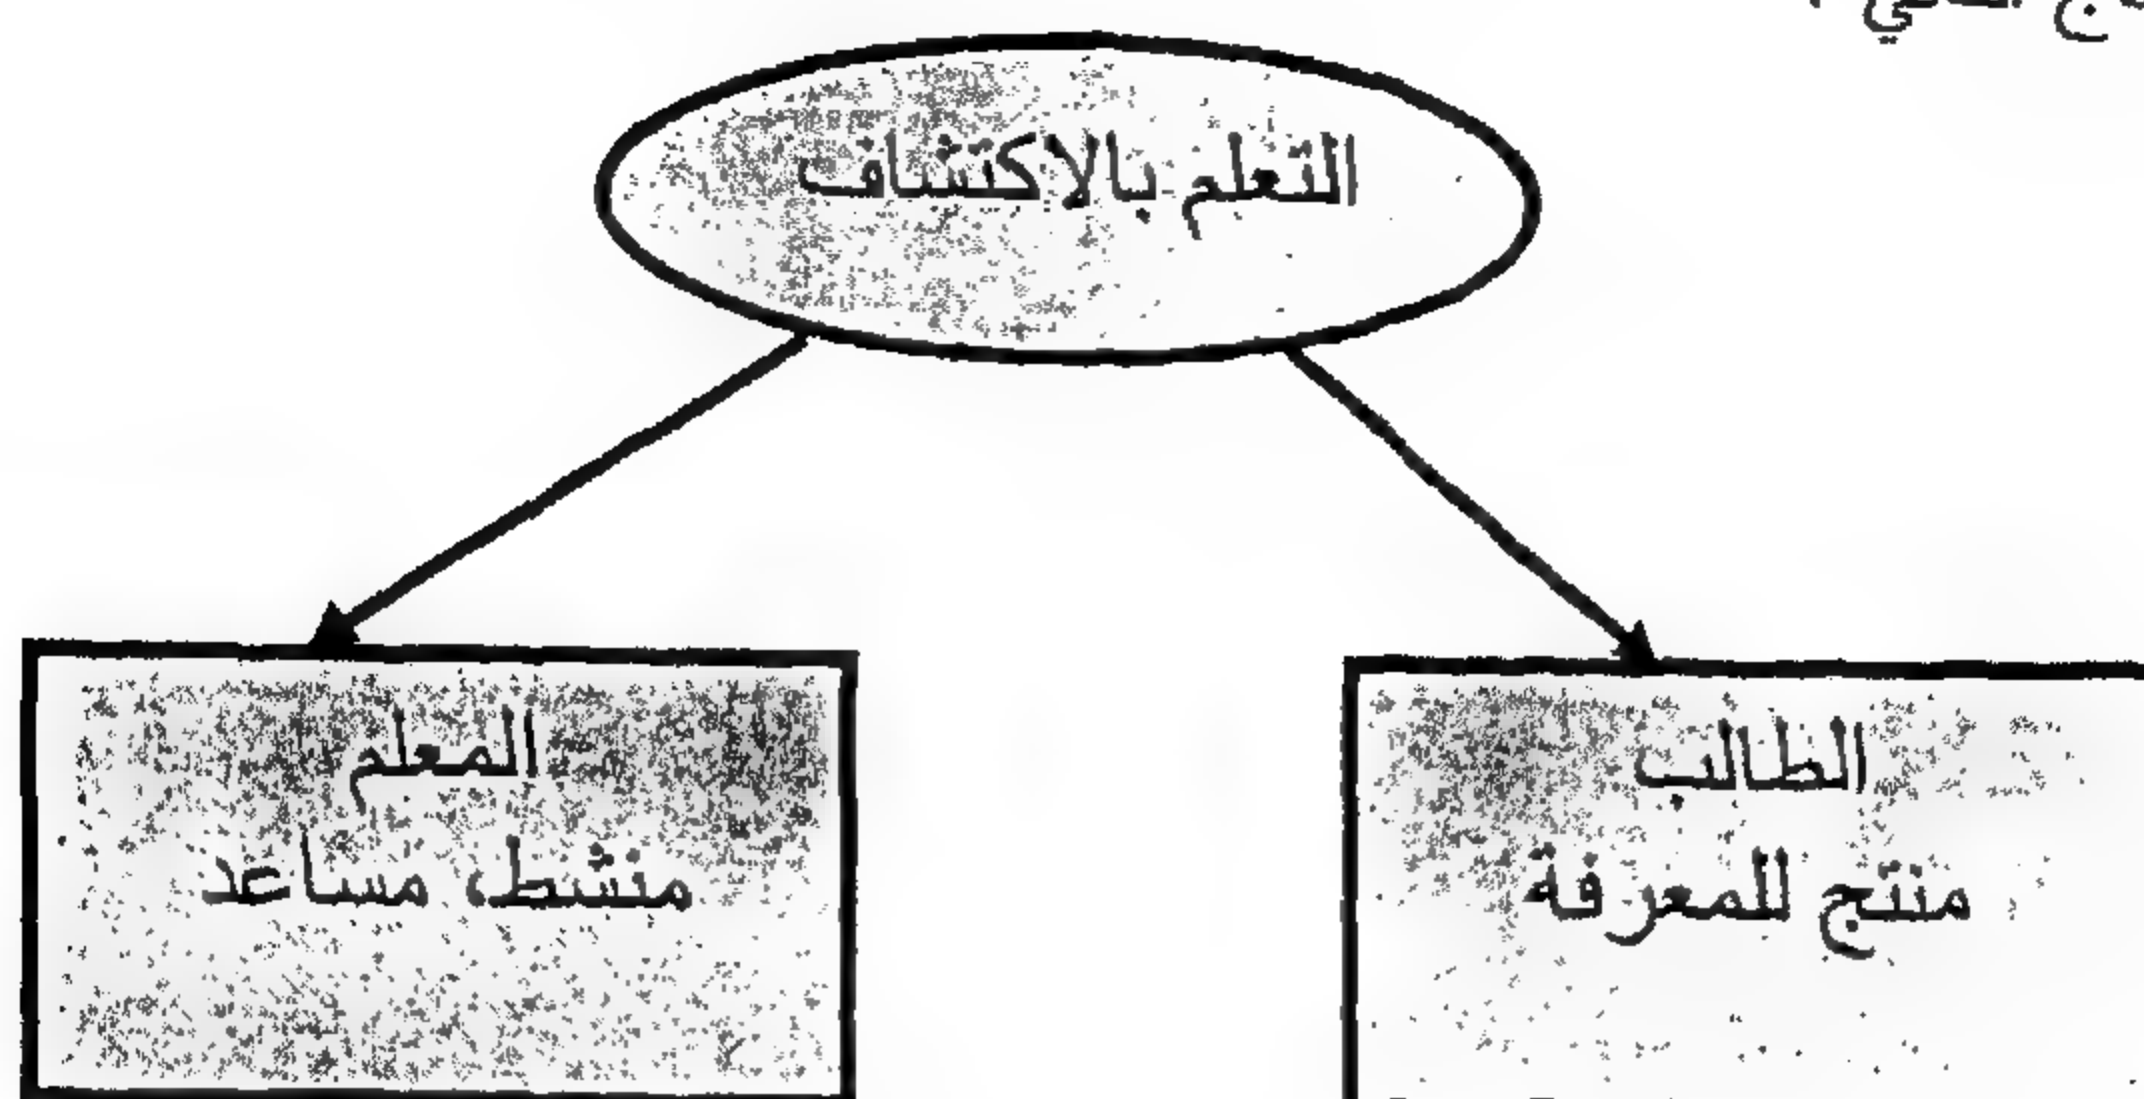 التعلم بالاكتشاف
الطالب
منتج للمعرفة
المعلم
منشط، مساعد